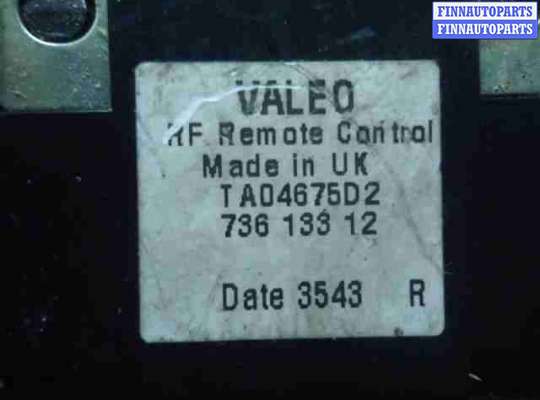 FINNAUTOPARTS
FINNAUTOPARTS
VALEO
RF Remote Control
Made in UK
TA04675D2
736 133 12
Date 3543 R